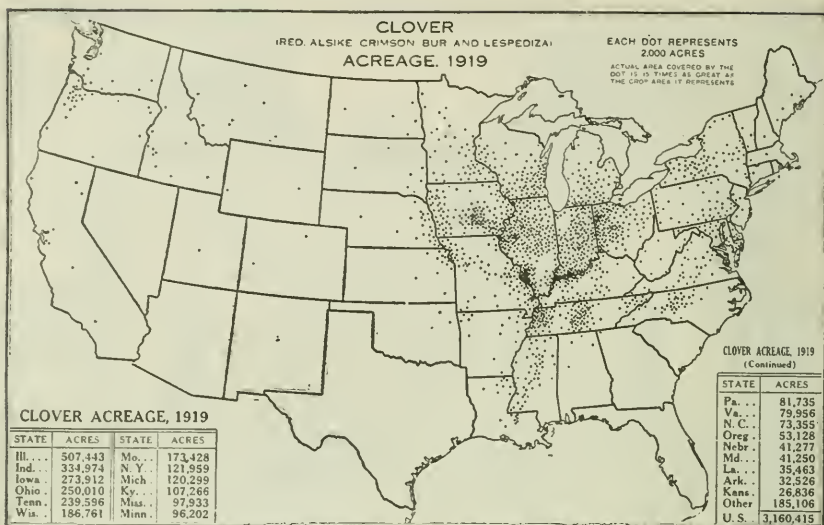 CLOVER
(RED, ALSIKE CRIMSON BUR AND LESPEDIZA)
ACREAGE. 1919
EACH DOT REPRESENTS
2,000 ACRES
ACTUAL AREA COVERED BY THE
DOT IS 15 TIMES AS GREAT AS
THE CROP AREA IT REPRESENTS
CLOVER ACREAGE, 1919
STATE ACRES STATE ACRES
Ill.... 507,443 Mo... 173,428
Ind... 334,974 N. Y.. 121,959
Iowa . 273,912 Mich . 120,299
Ohio . 250,010 Ky.... 107,266
Tenn. 239,596 Miss.. 97,933
Wis.. 186,761 Minn. 96,202
CLOVER ACREAGE, 1919
(Continued)
STATE ACRES
Pa.... 81,735
Va.... 79,956
N. C.. 73,355
Oreg . 53,128
Nebr . 41,277
Md... 41,250
La.... 35,463
Ark.. 32,526
Kans. 26,836
Other 185,106
U. S.. 3,160,415